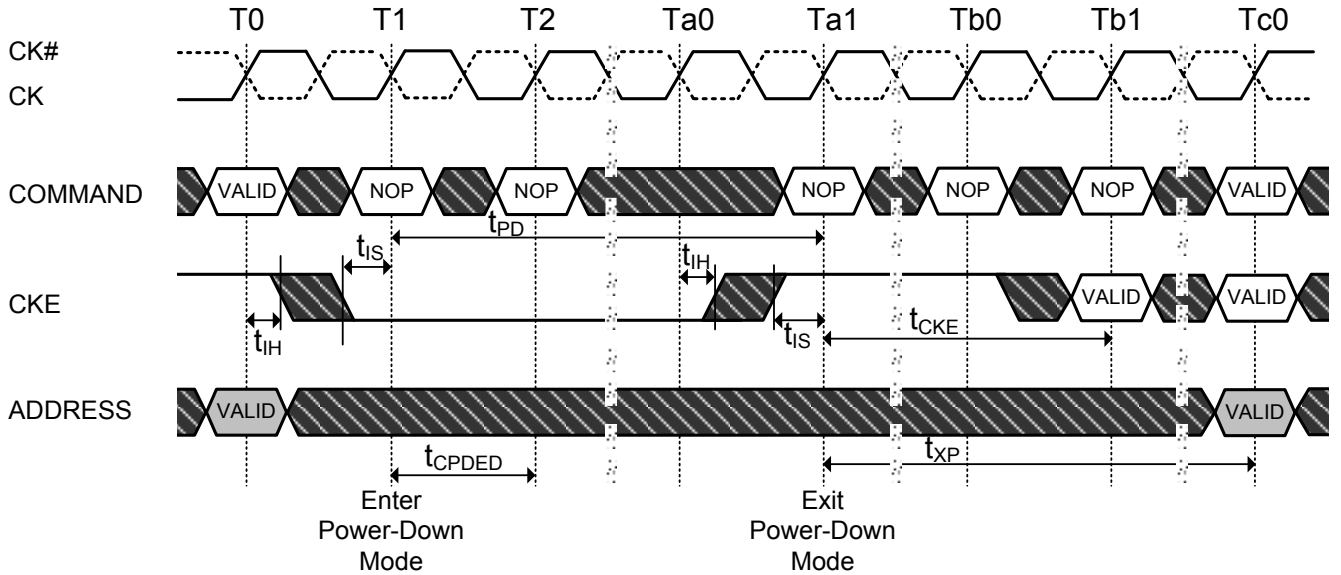 T0 T1 T2 Ta0 Ta1 Tb0 Tb1 Tc0
CK#
CK
COMMAND VALID NOP NOP NOP NOP NOP VALID
tPD
tIS tIH
CKE VALID VALID
tIH tIS tCKE
ADDRESS VALID VALID
tCPDED tXP
Enter
Power-Down
Mode
Exit
Power-Down
Mode